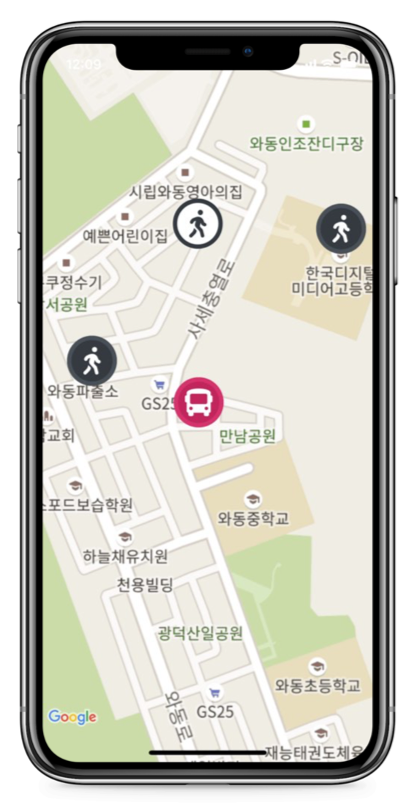 12:09
와동인조잔디구장
시립와동영아의집
예쁜어린이집
쿠정수기
서공원
한국디지털
미디어고등학
사세충열로
와동파출소
GS25
만남공원
교회
스포드보습학원
와동중학교
하늘채유치원
천용빌딩
광덕산일공원
와동초등학교
와동로
GS25
Google
재능태권도체육